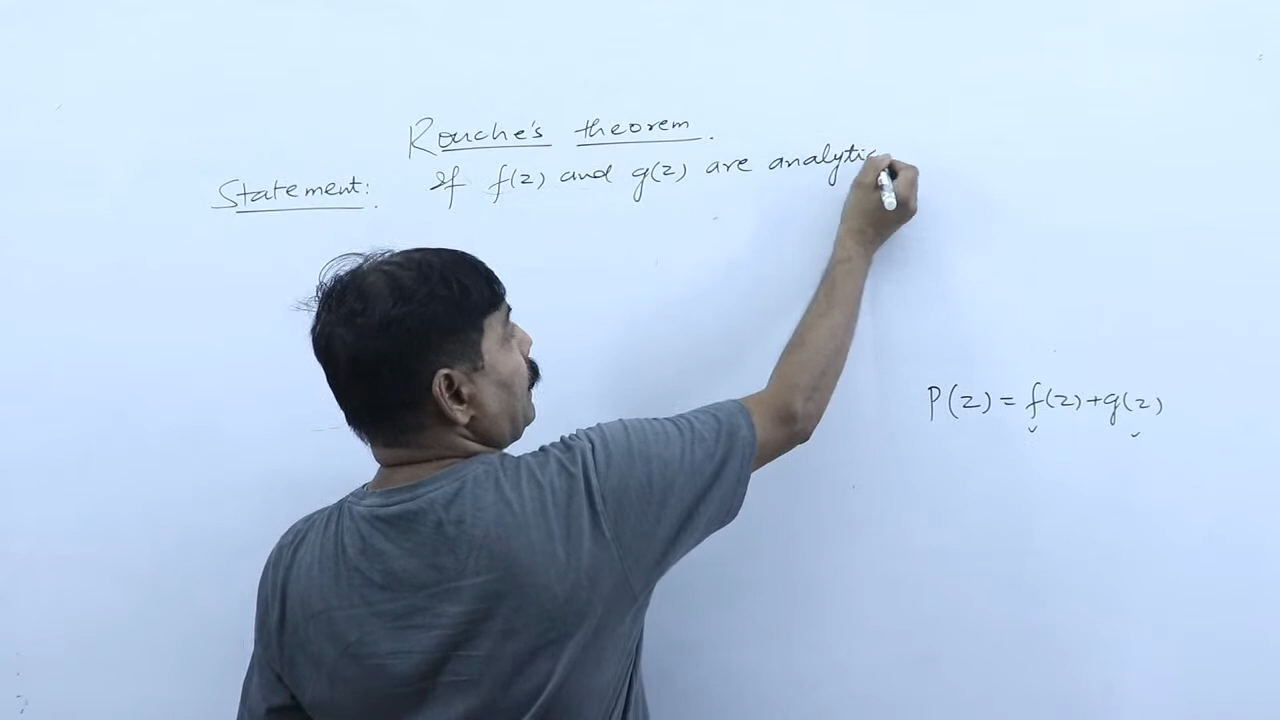 Rouche's theorem.
Statement: If f(z) and g(z) are analytic
P(z) = f(z)+g(z)